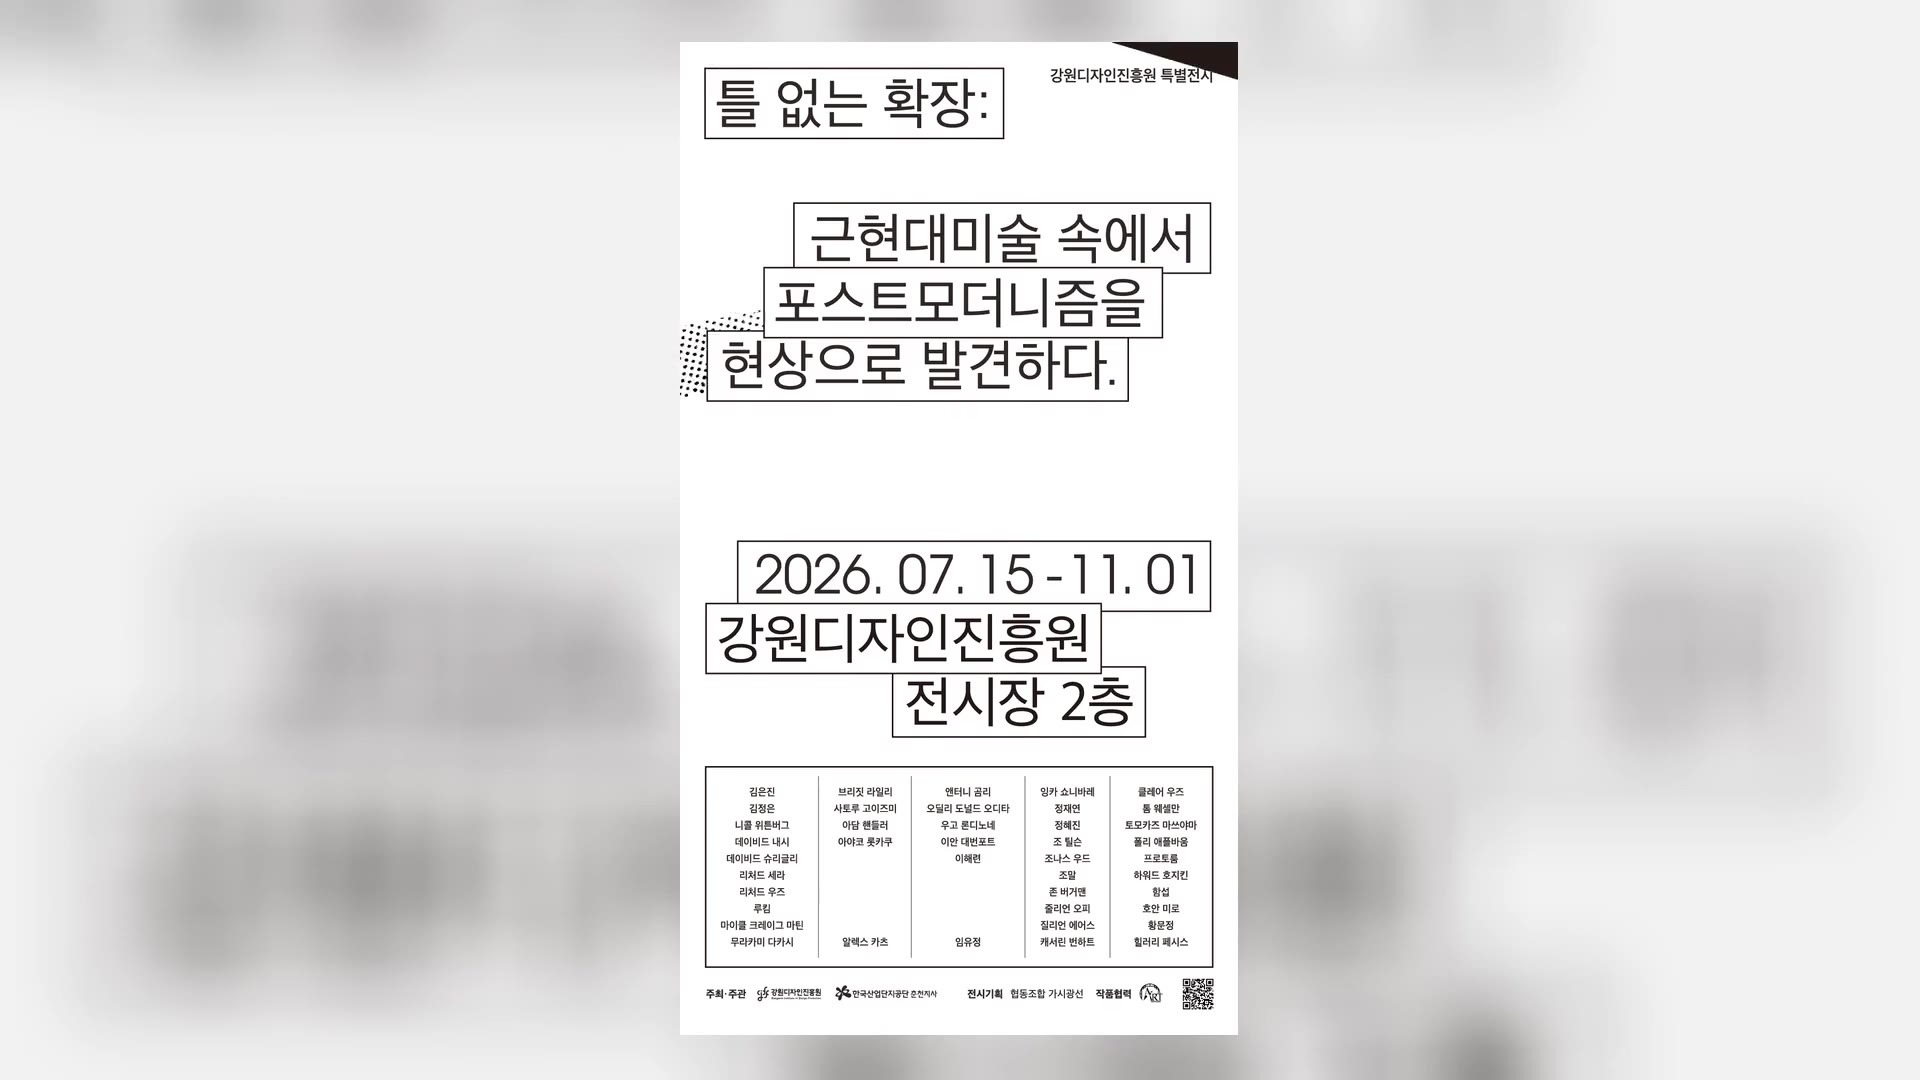 강원디자인진흥원 특별전시
틀 없는 확장:
근현대미술 속에서
포스트모더니즘을
현상으로 발견하다.
2026. 07. 15 - 11. 01
강원디자인진흥원
전시장 2층
김은진
김정은
니콜 위튼버그
데이비드 내시
데이비드 슈리글리
리처드 세라
리처드 우즈
루킴
마이클 크레이그 마틴
무라카미 다카시
브리짓 라일리
사토루 고이즈미
아담 핸들러
아야코 롯카쿠
알렉스 카츠
앤터니 곰리
오딜리 도널드 오디타
우고 론디노네
이안 대번포트
이해련
임유정
잉카 쇼니바레
정재연
정혜진
조 틸슨
조나스 우드
조말
존 버거맨
줄리언 오피
질리언 에어스
캐서린 번하트
클레어 우즈
톰 웨셀만
토모카즈 마쓰야마
폴리 애플바움
프로토룸
하워드 호지킨
함섭
호안 미로
황문정
힐러리 페시스
주최·주관 강원디자인진흥원 한국산업단지공단 춘천지사 전시기획 협동조합 가시광선 작품협력